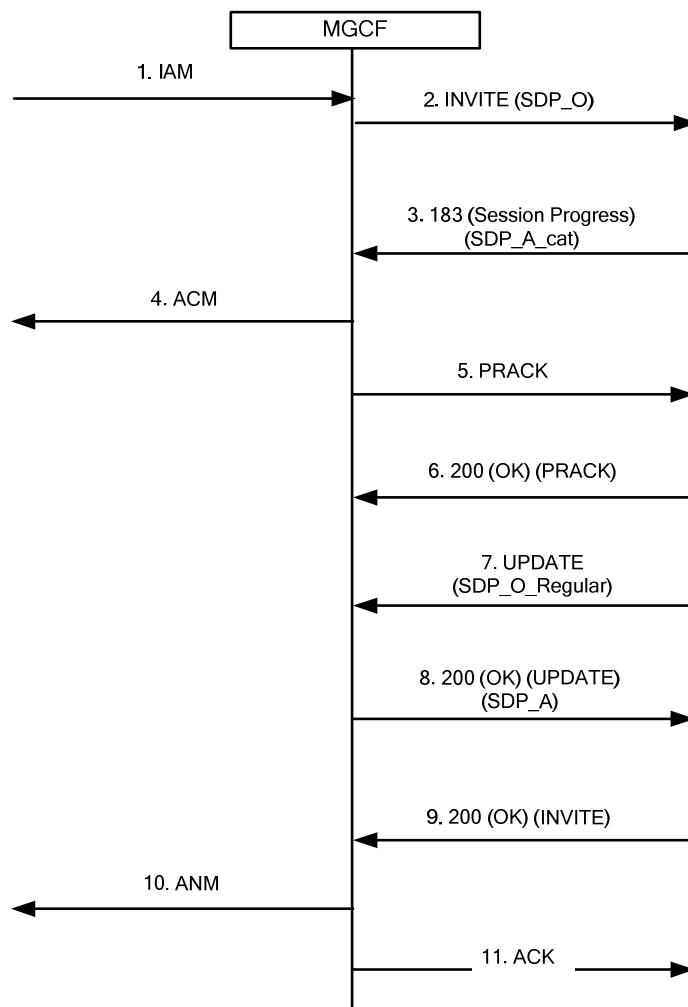 MGCF
1. IAM
2. INVITE (SDP_O)
3. 183 (Session Progress)
(SDP_A_cat)
4. ACM
5. PRACK
6. 200 (OK) (PRACK)
7. UPDATE
(SDP_O_Regular)
8. 200 (OK) (UPDATE)
(SDP_A)
9. 200 (OK) (INVITE)
10. ANM
11. ACK